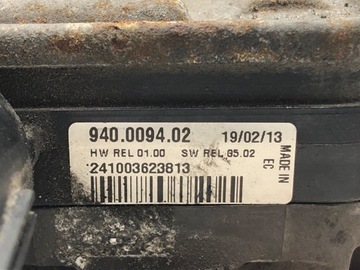 940.0094.02 19/02/13
HW REL 01.00 SW REL 05.02
241003623813
MADE IN
EC